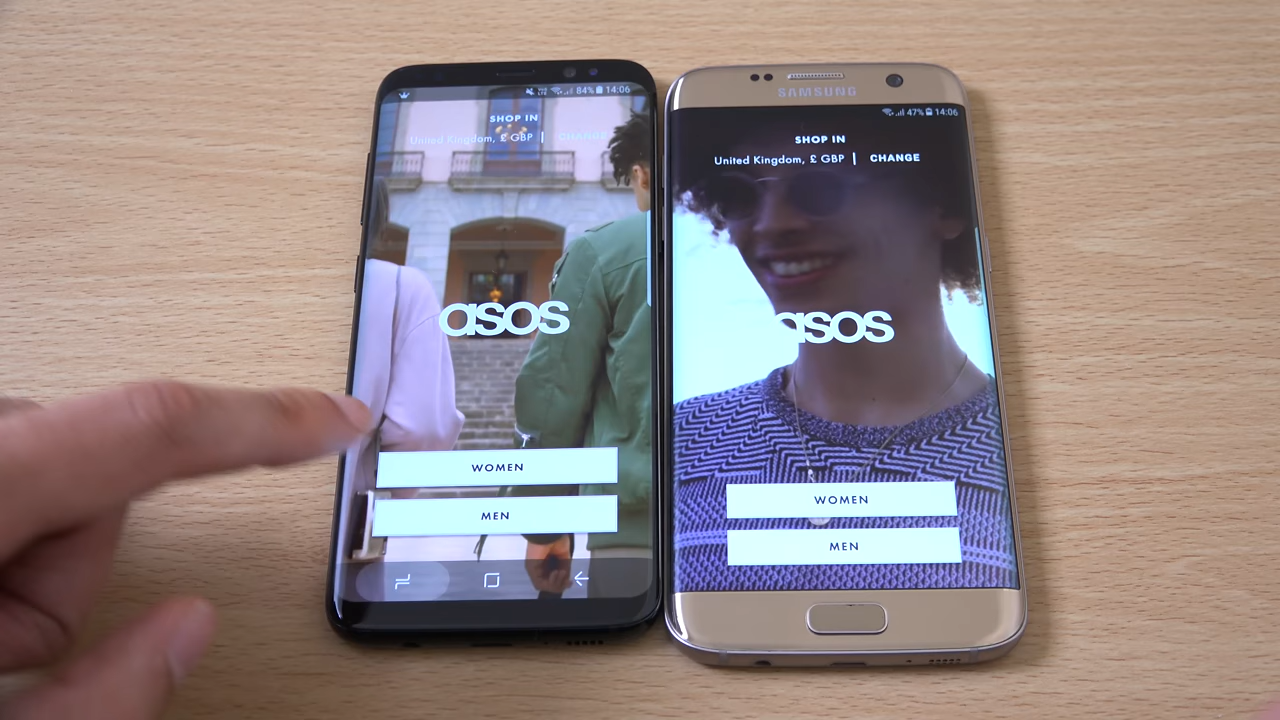 84% 14:06
SHOP IN
United Kingdom, £ GBP | CHANGE
asos
WOMEN
MEN
SAMSUNG
47% 14:06
SHOP IN
United Kingdom, £ GBP | CHANGE
asos
WOMEN
MEN